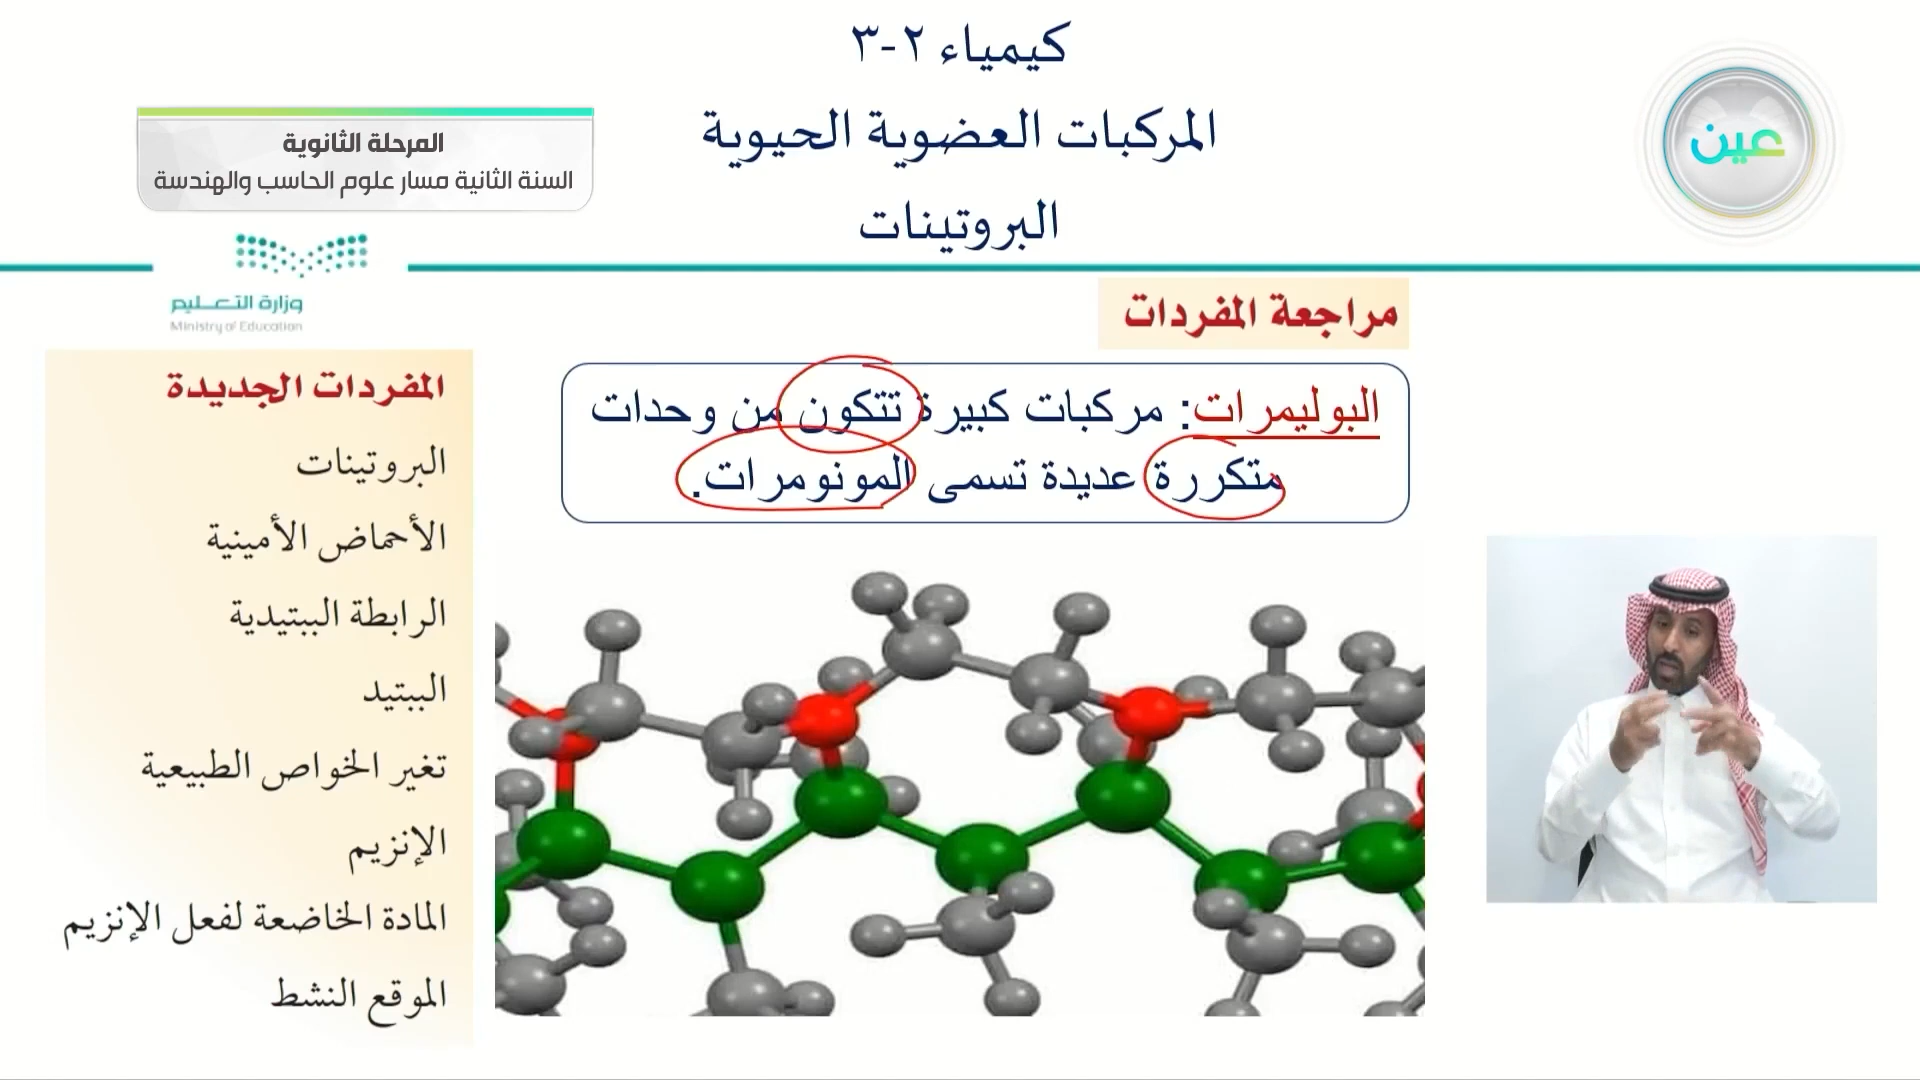 كيمياء ٢-٣
المركبات العضوية الحيوية
البروتينات
عين
المرحلة الثانوية
السنة الثانية مسار علوم الحاسب والهندسة
وزارة التعليم
Ministry of Education
مراجعة المفردات
البوليمرات: مركبات كبيرة تتكون من وحدات
متكررة عديدة تسمى المونومرات.
المفردات الجديدة
البروتينات
الأحماض الأمينية
الرابطة الببتيدية
الببتيد
تغير الخواص الطبيعية
الإنزيم
المادة الخاضعة لفعل الإنزيم
الموقع النشط